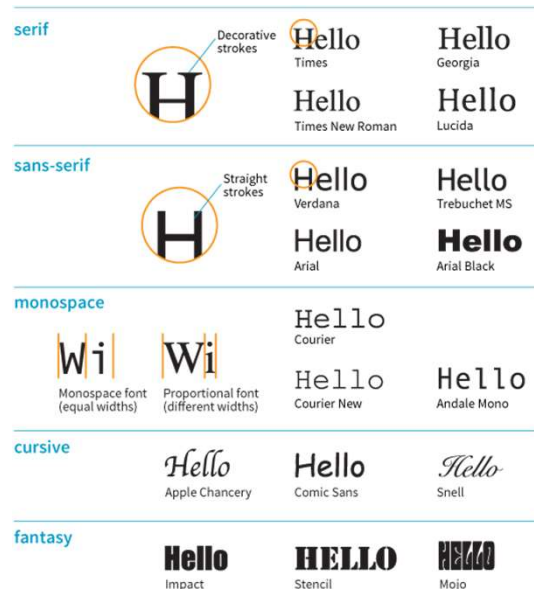 serif
Decorative
strokes
H
Hello
Times
Hello
Georgia
Hello
Times New Roman
Hello
Lucida
sans-serif
Straight
strokes
H
Hello
Verdana
Hello
Trebuchet MS
Hello
Arial
Hello
Arial Black
monospace
Wi
Monospace font
(equal widths)
Wi
Proportional font
(different widths)
Hello
Courier
Hello
Courier New
Hello
Andale Mono
cursive
Hello
Apple Chancery
Hello
Comic Sans
Hello
Snell
fantasy
Hello
Impact
HELLO
Stencil
HELLO
Mojo